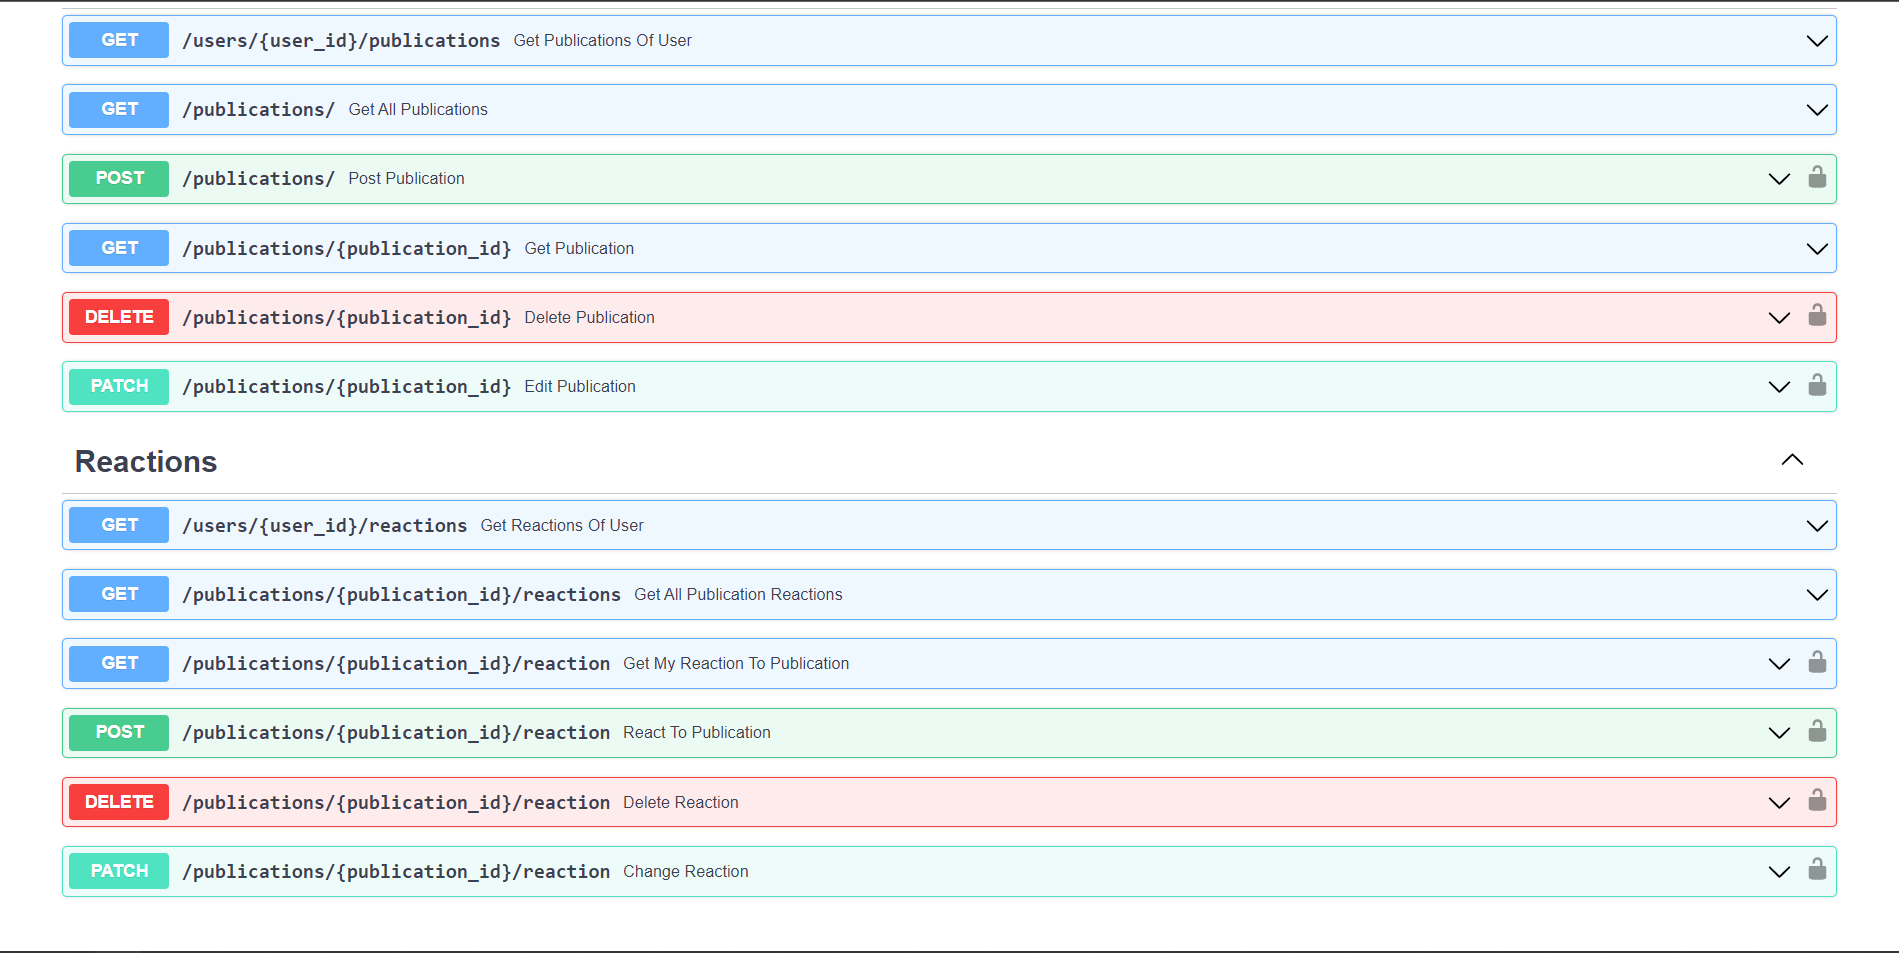 GET /users/{user_id}/publications Get Publications Of User
GET /publications/ Get All Publications
POST /publications/ Post Publication
GET /publications/{publication_id} Get Publication
DELETE /publications/{publication_id} Delete Publication
PATCH /publications/{publication_id} Edit Publication
Reactions
GET /users/{user_id}/reactions Get Reactions Of User
GET /publications/{publication_id}/reactions Get All Publication Reactions
GET /publications/{publication_id}/reaction Get My Reaction To Publication
POST /publications/{publication_id}/reaction React To Publication
DELETE /publications/{publication_id}/reaction Delete Reaction
PATCH /publications/{publication_id}/reaction Change Reaction